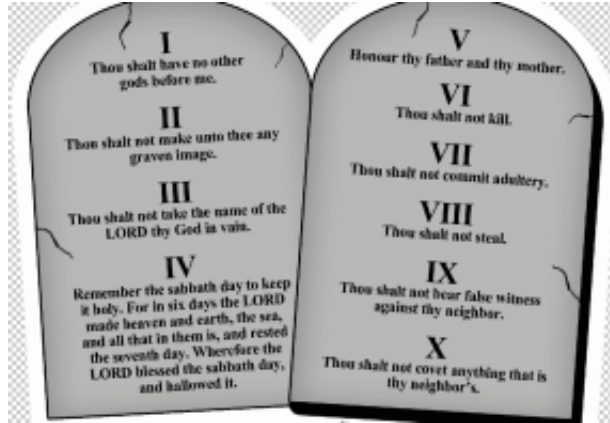 I
Thou shalt have no other
gods before me.
II
Thou shalt not make unto thee any
graven image.
III
Thou shalt not take the name of the
LORD thy God in vain.
IV
Remember the sabbath day to keep
it holy. For in six days the LORD
made heaven and earth, the sea,
and all that in them is, and rested
the seventh day. Wherefore the
LORD blessed the sabbath day,
and hallowed it.
V
Honour thy father and thy mother.
VI
Thou shalt not kill.
VII
Thou shalt not commit adultery.
VIII
Thou shalt not steal.
IX
Thou shalt not bear false witness
against thy neighbor.
X
Thou shalt not covet anything that is
thy neighbor's.